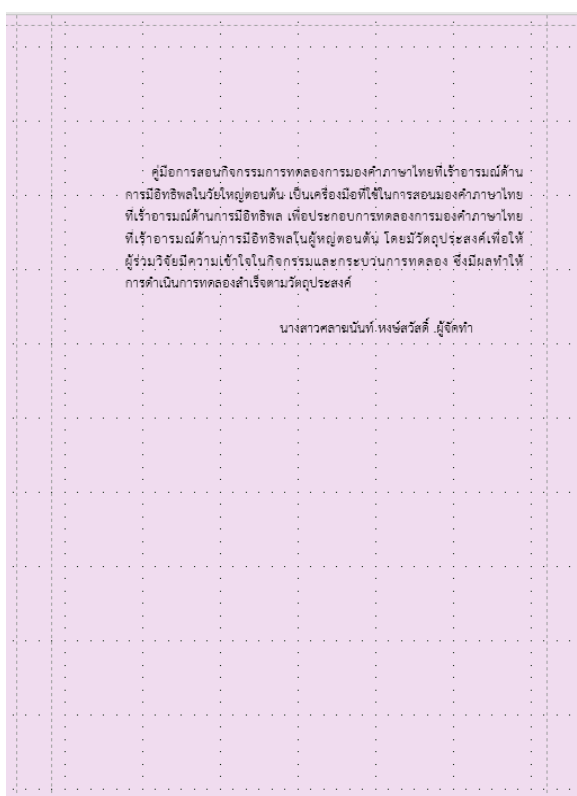 คู่มือการสอนกิจกรรมการทดลองการมองคำภาษาไทยที่เร้าอารมณ์ด้าน
การมีอิทธิพลในวัยใหญ่ตอนต้น เป็นเครื่องมือที่ใช้ในการสอนมองคำภาษาไทย
ที่เร้าอารมณ์ด้านการมีอิทธิพล เพื่อประกอบการทดลองการมองคำภาษาไทย
ที่เร้าอารมณ์ด้านการมีอิทธิพลในผู้หญ่ตอนต้น โดยมีวัตถุประสงค์เพื่อให้
ผู้ร่วมวิจัยมีความเข้าใจในกิจกรรมและกระบวนการทดลอง ซึ่งมีผลทำให้
การดำเนินการทดลองสำเร็จตามวัตถุประสงค์
นางสาวศลาฆนันท์ หงษ์สวัสดิ์ ผู้จัดทำ